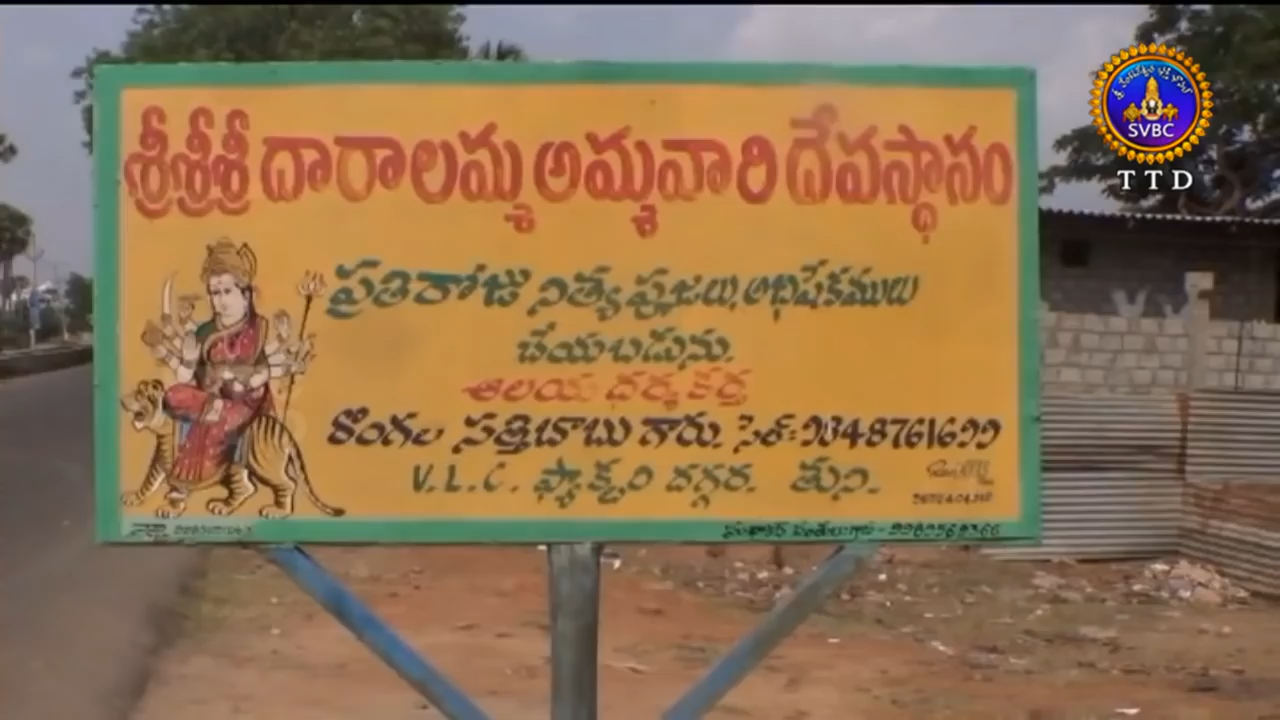 శ్రీశ్రీశ్రీ దారాలమ్మ అమ్మవారి దేవస్థానం
ప్రతిరోజు నిత్య పూజలు, అభిషేకములు
చేయబడును.
ఆలయ ధర్మకర్త
కొంగల సత్తిబాబు గారు. సెల్:9848761699
V.L.C. ఫ్యాక్టరీ దగ్గర. తుని.
SVBC
TTD